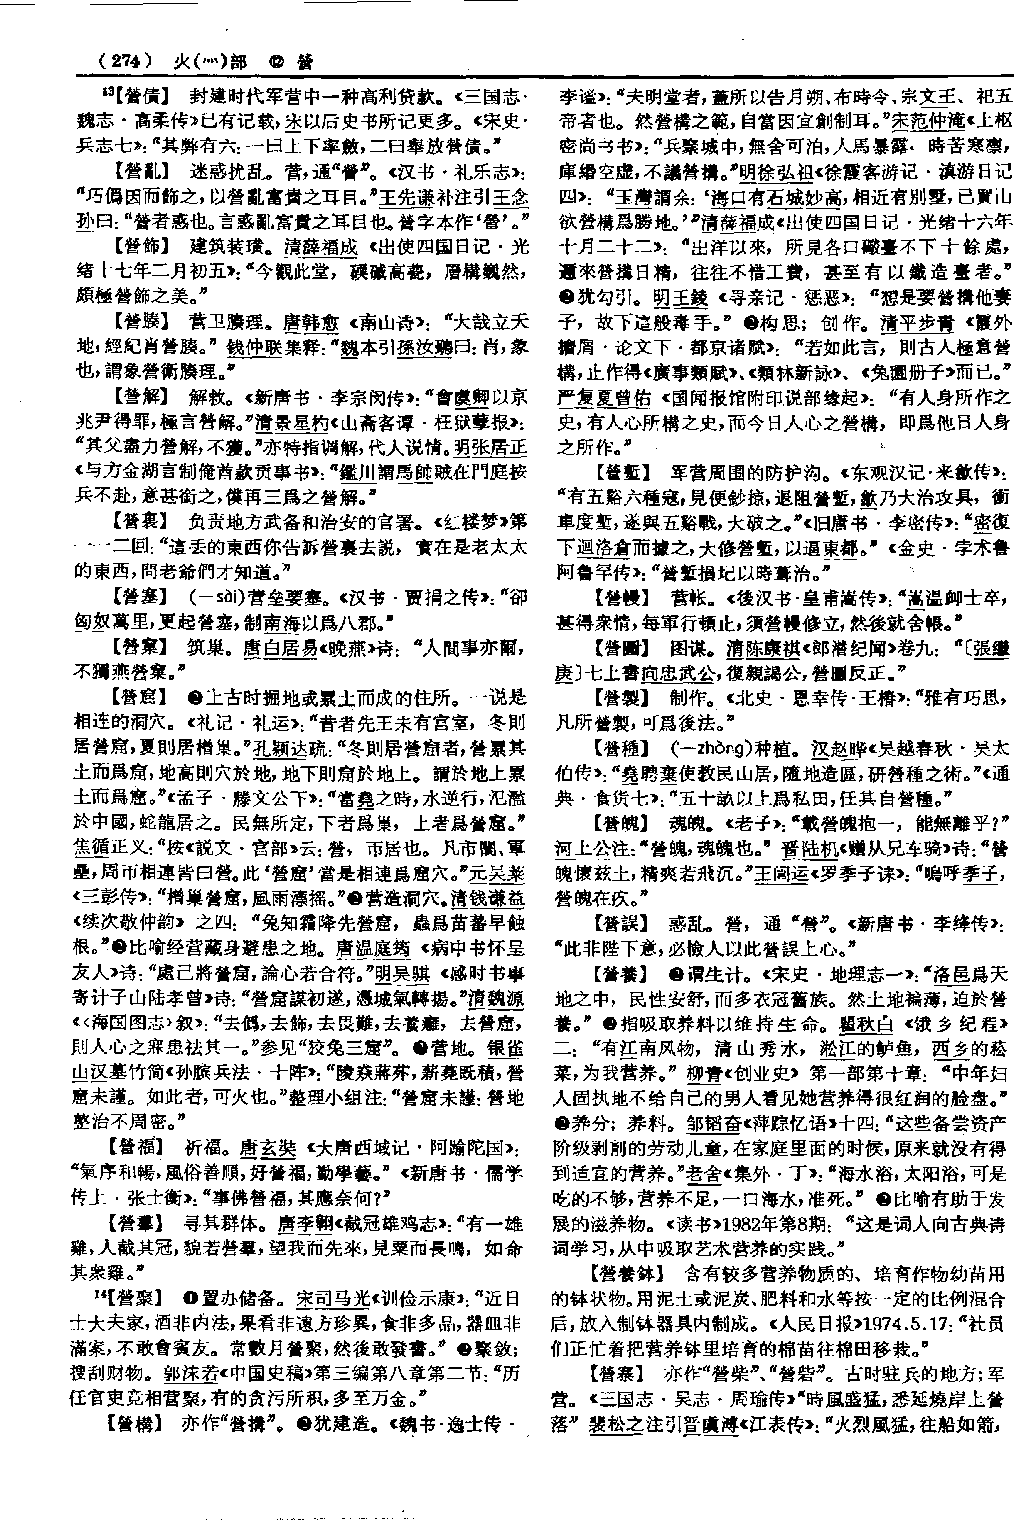 (274) 火(灬)部 ⑫ 營
¹³【營債】 封建时代军营中一种高利贷款。《三国志·
魏志·高柔传》已有记载，宋以后史书所记更多。《宋史·
兵志七》：“其弊有六：一曰上下率斂，二曰舉放營債。”
【營亂】 迷惑扰乱。营，通“
”。《汉书·礼乐志》：
“巧僞因而飾之，以營亂富貴之耳目。”王先谦补注引王念
孙曰：“營者惑也。言惑亂富貴之耳目也。營字本作‘
’。”
【營飾】 建筑装璜。清薛福成《出使四国日记·光
绪十七年二月初五》：“今觀此堂，
高甍，層構巍然，
頗極營飾之美。”
【營腠】 营卫腠理。唐韩愈《南山诗》：“大哉立天
地，經紀肖營腠。”钱仲联集释：“魏本引孫汝聽曰：肖，象
也，謂象營衛腠理。”
【營解】 解救。《新唐书·李宗闵传》：“會虞卿以京
兆尹得罪，極言營解。”清景星杓《山斋客谭·枉狱孽报》：
“其父盡力營解，不獲。”亦特指调解，代人说情。明张居正
《与方金湖言制俺酋款贡事书》：“鑑川謂馬帥
在門庭按
兵不赴，意甚銜之，僕再三爲之營解。”
【營裏】 负责地方武备和治安的官署。《红楼梦》第
一一二回：“這丢的東西你告訴營裏去說，實在是老太太
的東西，問老爺們才知道。”
【營塞】 (－sài)营垒要塞。《汉书·贾捐之传》：“卻
匈奴萬里，更起營塞，制南海以爲八郡。”
【營窠】 筑巢。唐白居易《晚燕》诗：“人間事亦爾，
不獨燕營窠。”
【營窟】 ❶上古时掘地或累土而成的住所。一说是
相连的洞穴。《礼记·礼运》：“昔者先王未有宫室，冬則
居營窟，夏則居橧巢。”孔颖达疏：“冬則居營窟者，營累其
土而爲窟，地高則穴於地，地下則窟於地上。謂於地上累
土而爲窟。”《孟子·滕文公下》：“當堯之時，水逆行，氾濫
於中國，蛇龍居之。民無所定，下者爲巢，上者爲營窟。”
焦循正义：“按《説文·宫部》云：營，帀居也。凡市闤、軍
壘，周帀相連皆曰營。此‘營窟’當是相連爲窟穴。”元吴莱
《三彭传》：“橧巢營窟，風雨漂摇。”❷营造洞穴。清钱谦益
《续次敬仲韵》之四：“兔知霜降先營窟，蟲爲苗蕃早蝕
根。”❸比喻经营藏身避患之地。唐温庭筠《病中书怀呈
友人》诗：“處己將營窟，論心若合符。”明吴骐《感时书事
寄计子山陆孝曾》诗：“營窟謀初遂，憑城氣轉揚。”清魏源
《〈海国图志〉叙》：“去僞，去飾，去畏難，去養癰，去營窟，
則人心之寐患祛其一。”参见“狡兔三窟”。❹营地。银雀
山汉墓竹简《孙膑兵法·十阵》：“陵猋蔣芥，薪蕘既積，營
窟未謹。如此者，可火也。”整理小组注：“營窟未謹：營地
整治不周密。”
【營福】 祈福。唐玄奘《大唐西域记·阿踰陀国》：
“氣序和暢，風俗善順，好營福，勤學藝。”《新唐书·儒学
传上·张士衡》：“事佛營福，其應奈何？”
【營羣】 寻其群体。唐李翱《截冠雄鸡志》：“有一雄
雞，人截其冠，貌若營羣，望我而先來，見粟而長鳴，如命
其衆雞。”
¹⁴【營聚】 ❶置办储备。宋司马光《训俭示康》：“近日
士大夫家，酒非内法，果肴非遠方珍異，食非多品，器皿非
滿案，不敢會賓友。常數月營聚，然後敢發書。”❷聚敛；
搜刮财物。郭沫若《中国史稿》第三编第八章第二节：“历
任官吏竞相营聚，有的贪污所积，多至万金。”
【營構】 亦作“營搆”。❶犹建造。《魏书·逸士传·
李谧》：“夫明堂者，蓋所以告月朔、布時令、宗文王、祀五
帝者也。然營構之範，自當因宜創制耳。”宋范仲淹《上枢
密尚书书》：“兵聚城中，無舍可泊，人馬暴露。時苦寒凛，
庫緡空虚，不議營構。”明徐弘祖《徐霞客游记·滇游日记
四》：“玉灣謂余：‘海口有石城妙高，相近有别墅，已買山
欲營構爲勝地。’”清薛福成《出使四国日记·光绪十六年
十月二十二》：“出洋以來，所見各口礮臺不下十餘處，
邇來營搆日精，往往不惜工費，甚至有以鐵造臺者。”
❷犹勾引。明王錂《寻亲记·惩恶》：“想是要營搆他妻
子，故下這般毒手。”❸构思；创作。清平步青《霞外
攟屑·论文下·都京诸赋》：“若如此言，則古人極意營
構，止作得《廣事類賦》、《類林新詠》、《兔園册子》而已。”
严复夏曾佑《国闻报馆附印说部缘起》：“有人身所作之
史，有人心所構之史，而今日人心之營構，即爲他日人身
之所作。”
【營塹】 军营周围的防护沟。《东观汉记·来歙传》：
“有五谿六種寇，見便鈔掠，退阻營塹，歙乃大治攻具，衝
車度塹，遂與五谿戰，大破之。”《旧唐书·李密传》：“密復
下迴洛倉而據之，大修營塹，以逼東都。”《金史·孛术鲁
阿鲁罕传》：“營塹損圮以時葺治。”
【營幔】 营帐。《後汉书·皇甫嵩传》：“嵩温卹士卒，
甚得衆情，每軍行頓止，須營幔修立，然後就舍帳。”
【營圖】 图谋。清陈康祺《郎潜纪闻》卷九：“〔張繼
庚〕七上書向忠武公，復親謁公，營圖反正。”
【營製】 制作。《北史·恩幸传·王椿》：“雅有巧思，
凡所營製，可爲後法。”
【營種】 (－zhòng)种植。汉赵晔《吴越春秋·吴太
伯传》：“堯聘棄使教民山居，隨地造區，研營種之術。”《通
典·食货七》：“五十畝以上爲私田，任其自營種。”
【營魄】 魂魄。《老子》：“載營魄抱一，能無離乎？”
河上公注：“營魄，魂魄也。”晋陆机《赠从兄车骑》诗：“營
魄懷兹土，精爽若飛沉。”王闿运《罗季子诔》：“嗚呼季子，
營魄在疚。”
【營誤】 惑乱。營，通“
”。《新唐书·李绛传》：
“此非陛下意，必憸人以此營誤上心。”
【營養】 ❶谓生计。《宋史·地理志一》：“洛邑爲天
地之中，民性安舒，而多衣冠舊族。然土地褊薄，迫於營
養。”❷指吸取养料以维持生命。瞿秋白《饿乡纪程》
二：“有江南风物，清山秀水，淞江的鲈鱼，西乡的菘
菜，为我营养。”柳青《创业史》第一部第十章：“中年妇
人固执地不给自己的男人看见她营养得很红润的脸盘。”
❸养分；养料。邹韬奋《萍踪忆语》十四：“这些备尝资产
阶级剥削的劳动儿童，在家庭里面的时候，原来就没有得
到适宜的营养。”老舍《集外·丁》：“海水浴，太阳浴，可是
吃的不够，营养不足，一口海水，准死。”❹比喻有助于发
展的滋养物。《读书》1982年第8期：“这是词人向古典诗
词学习，从中吸取艺术营养的实践。”
【營養鉢】 含有较多营养物质的、培育作物幼苗用
的钵状物。用泥土或泥炭、肥料和水等按一定的比例混合
后，放入制钵器具内制成。《人民日报》1974.5.17：“社员
们正忙着把营养钵里培育的棉苗往棉田移栽。”
【營寨】 亦作“營柴”、“營砦”。古时驻兵的地方；军
营。《三国志·吴志·周瑜传》“時風盛猛，悉延燒岸上營
落”裴松之注引晋虞溥《江表传》：“火烈風猛，往船如箭，